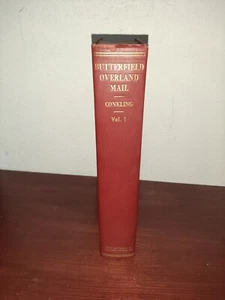 BUTTERFIELD
OVERLAND
MAIL
CONKLING
Vol. I